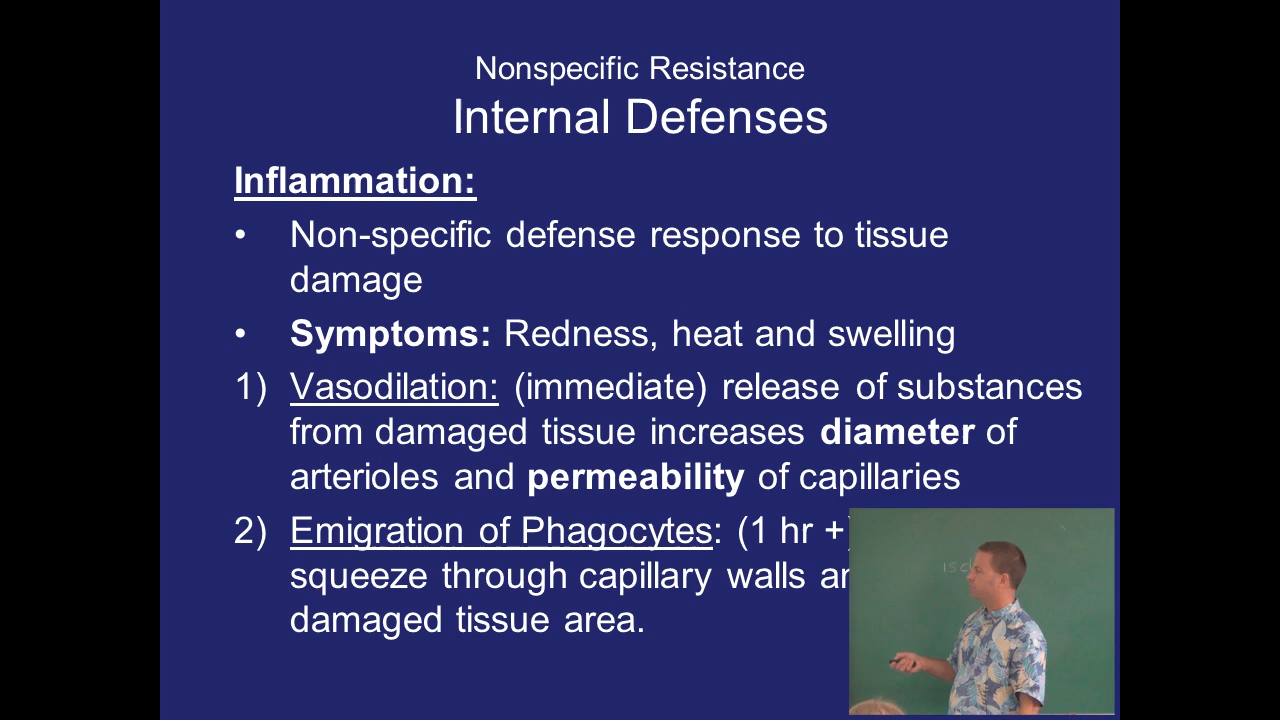 Nonspecific Resistance
Internal Defenses
Inflammation:
• Non-specific defense response to tissue
damage
• Symptoms: Redness, heat and swelling
1) Vasodilation: (immediate) release of substances
from damaged tissue increases diameter of
arterioles and permeability of capillaries
2) Emigration of Phagocytes: (1 hr +)
squeeze through capillary walls
damaged tissue area.